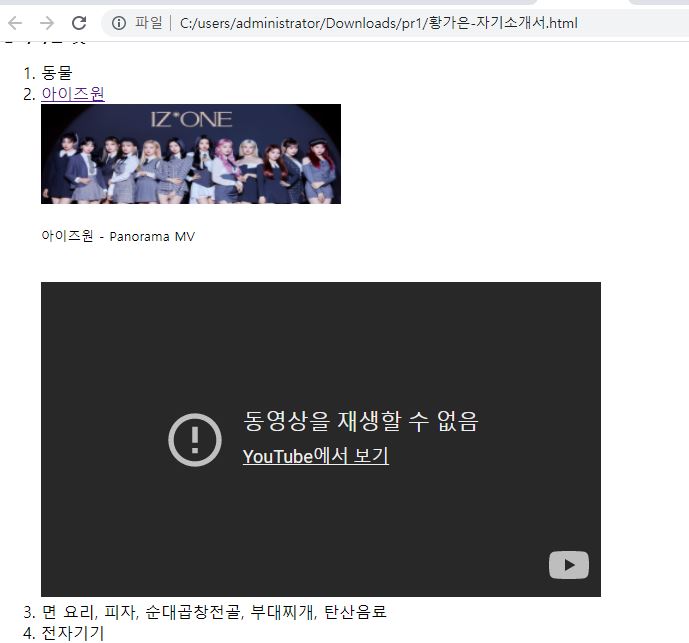 파일 | C:/users/administrator/Downloads/pr1/황가은-자기소개서.html
1. 동물
2. 아이즈원
IZ*ONE
아이즈원 - Panorama MV
동영상을 재생할 수 없음
YouTube에서 보기
3. 면 요리, 피자, 순대곱창전골, 부대찌개, 탄산음료
4. 전자기기